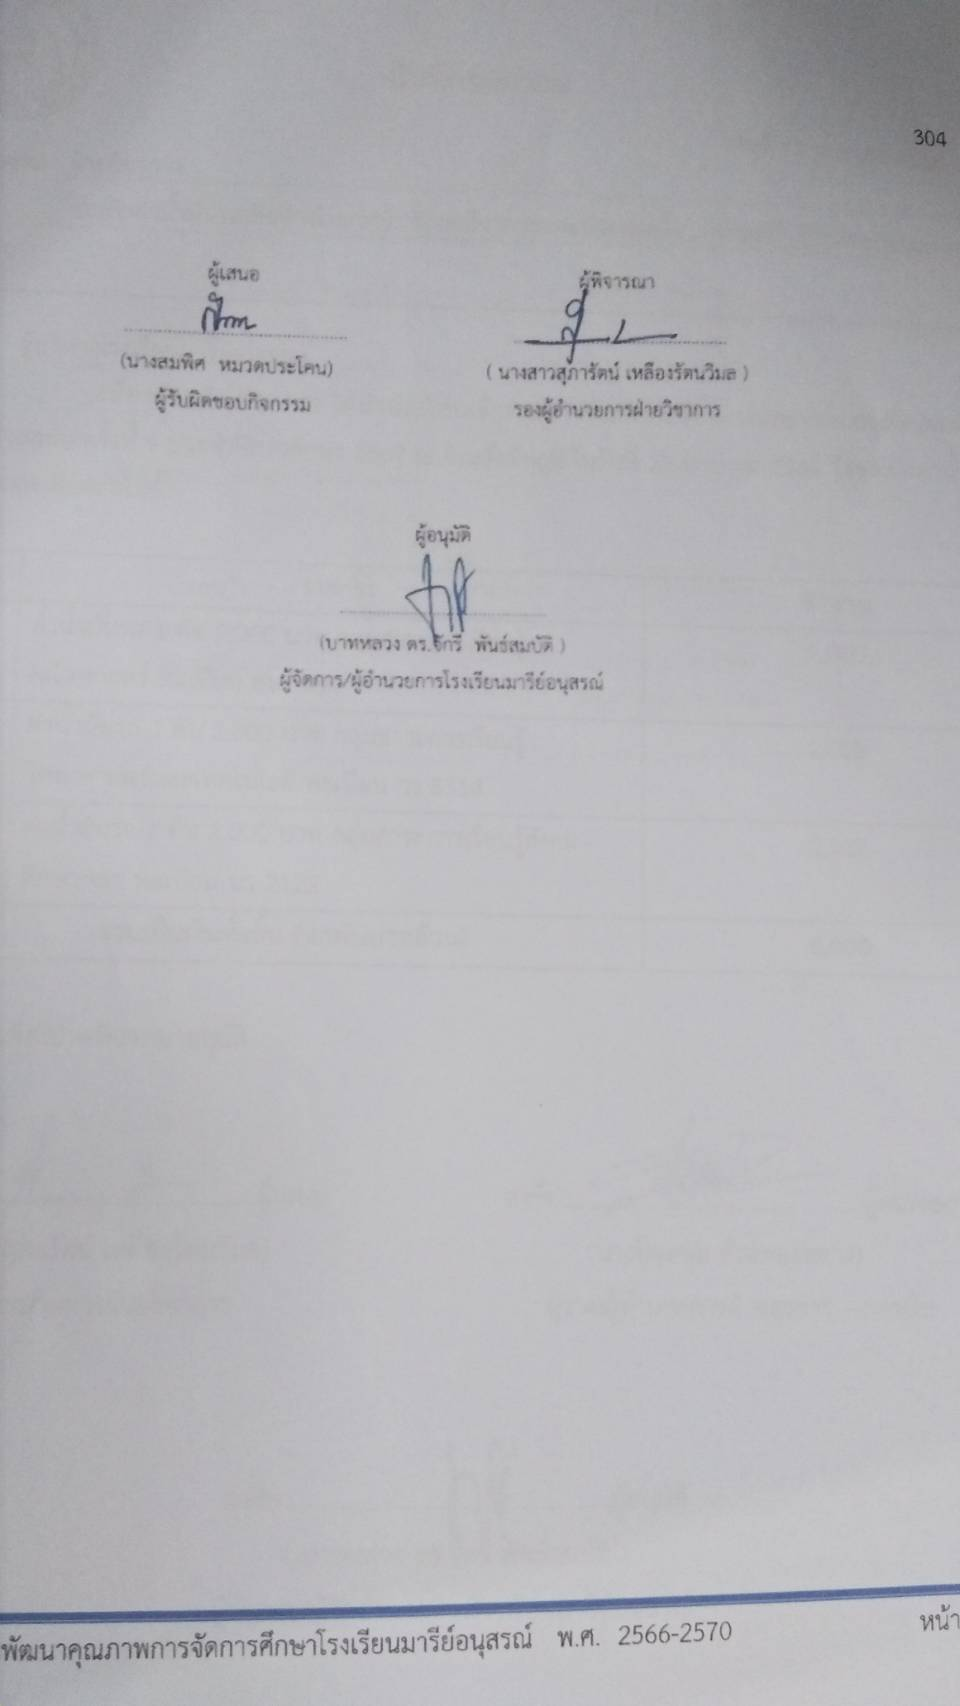 304
ผู้เสนอ
(นางสมพิศ หมวดประโคน)
ผู้รับผิดชอบกิจกรรม
ผู้พิจารณา
( นางสาวสุภารัตน์ เหลืองรัตนวิมล )
รองผู้อำนวยการฝ่ายวิชาการ
ผู้อนุมัติ
(บาทหลวง ดร.จักรี พันธ์สมบัติ )
ผู้จัดการ/ผู้อำนวยการโรงเรียนมารีย์อนุสรณ์
พัฒนาคุณภาพการจัดการศึกษาโรงเรียนมารีย์อนุสรณ์ พ.ศ. 2566-2570
หน้า